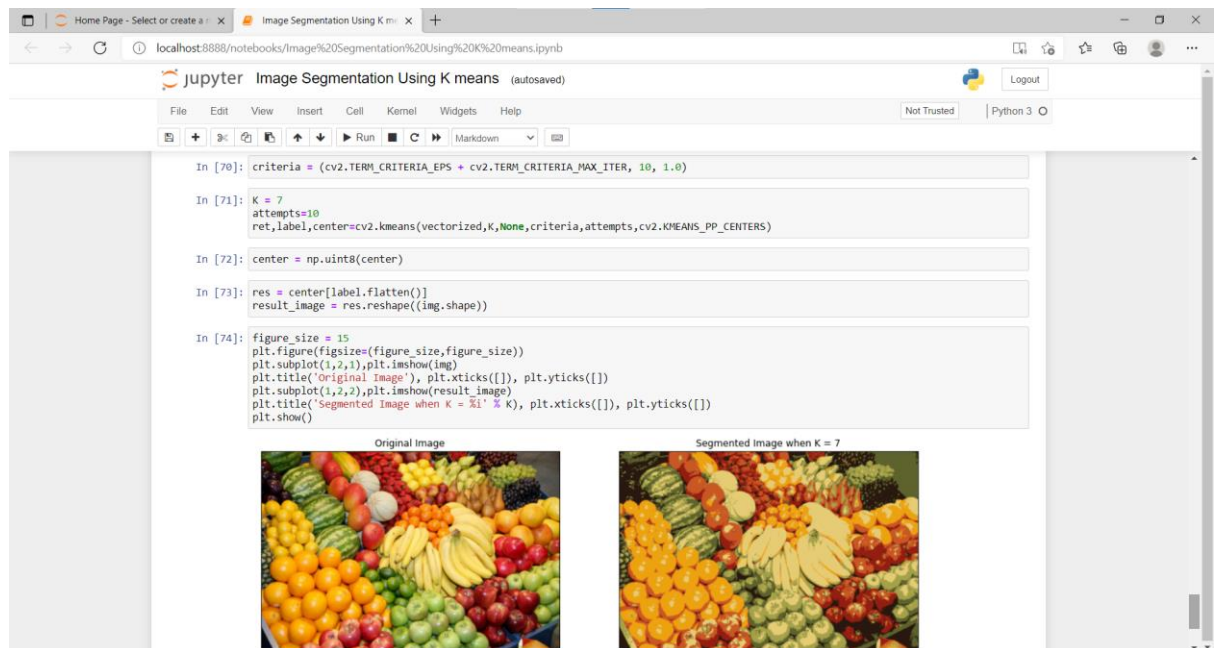 Home Page - Select or create a n
Image Segmentation Using K me
localhost:8888/notebooks/Image%20Segmentation%20Using%20K%20means.ipynb
jupyter Image Segmentation Using K means (autosaved)
Logout
File Edit View Insert Cell Kernel Widgets Help
Not Trusted
Python 3
Run
Markdown
In [70]: criteria = (cv2.TERM_CRITERIA_EPS + cv2.TERM_CRITERIA_MAX_ITER, 10, 1.0)
In [71]: K = 7
attempts=10
ret,label,center=cv2.kmeans(vectorized,K,None,criteria,attempts,cv2.KMEANS_PP_CENTERS)
In [72]: center = np.uint8(center)
In [73]: res = center[label.flatten()]
result_image = res.reshape((img.shape))
In [74]: figure_size = 15
plt.figure(figsize=(figure_size,figure_size))
plt.subplot(1,2,1),plt.imshow(img)
plt.title('Original Image'), plt.xticks([]), plt.yticks([])
plt.subplot(1,2,2),plt.imshow(result_image)
plt.title('Segmented Image when K = %i' % K), plt.xticks([]), plt.yticks([])
plt.show()
Original Image
Segmented Image when K = 7